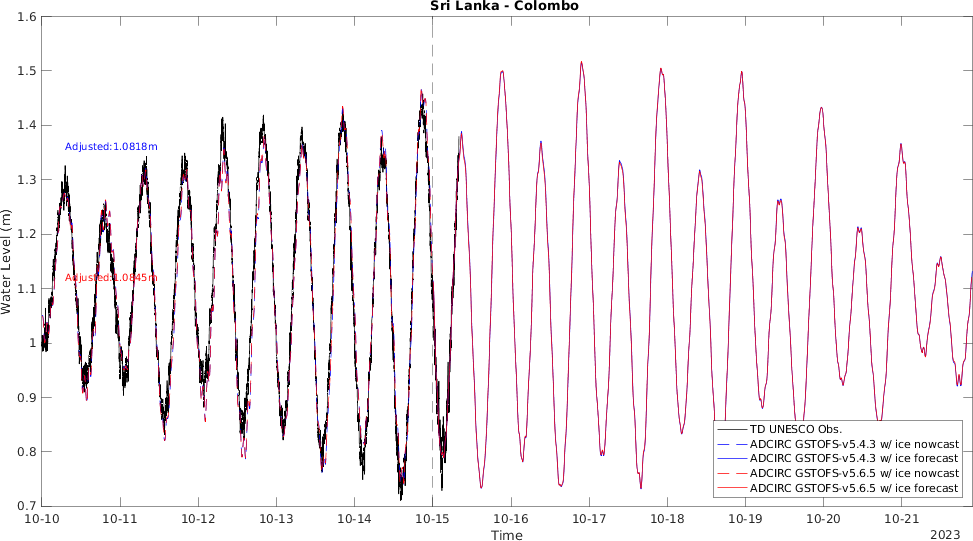 Sri Lanka - Colombo
1.6
1.5
1.4
1.3
1.2
1.1
1
0.9
0.8
0.7
Water Level (m)
Adjusted:1.0818m
Adjusted:1.0845m
TD UNESCO Obs.
ADCIRC GSTOFS-v5.4.3 w/ ice nowcast
ADCIRC GSTOFS-v5.4.3 w/ ice forecast
ADCIRC GSTOFS-v5.6.5 w/ ice nowcast
ADCIRC GSTOFS-v5.6.5 w/ ice forecast
10-10 10-11 10-12 10-13 10-14 10-15 10-16 10-17 10-18 10-19 10-20 10-21
Time
2023